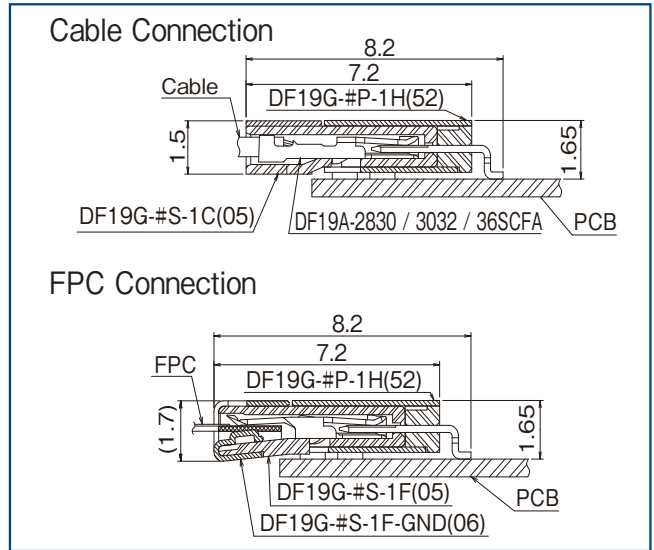 Cable Connection
8.2
7.2
DF19G-#P-1H(52)
Cable
1.5
1.65
DF19G-#S-1C(05)
DF19A-2830 / 3032 / 36SCFA
PCB
FPC Connection
8.2
7.2
FPC
DF19G-#P-1H(52)
(1.7)
1.65
DF19G-#S-1F(05)
PCB
DF19G-#S-1F-GND(06)